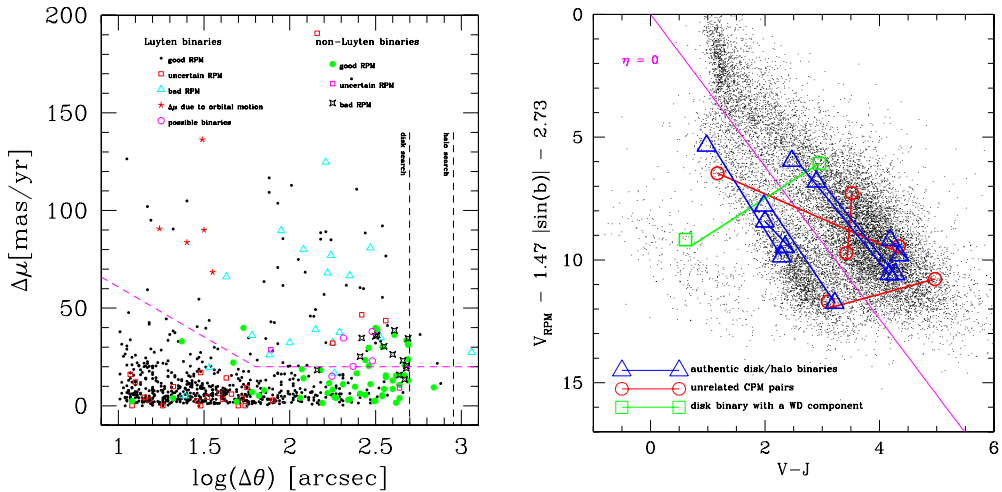 200
150
100
50
0
Δμ[mas/yr]
Luyten binaries
good RPM
uncertain RPM
bad RPM
Δμ due to orbital motion
possible binaries
non-Luyten binaries
good RPM
uncertain RPM
bad RPM
disk search
halo search
1.0
1.5
2
2.5
3.0
log(Δθ) [arcsec]
0
5
10
15
V_RPM − 1.47 |sin(b)| − 2.73
η = 0
authentic disk/halo binaries
unrelated CPM pairs
disk binary with a WD component
0
2
4
6
V−J